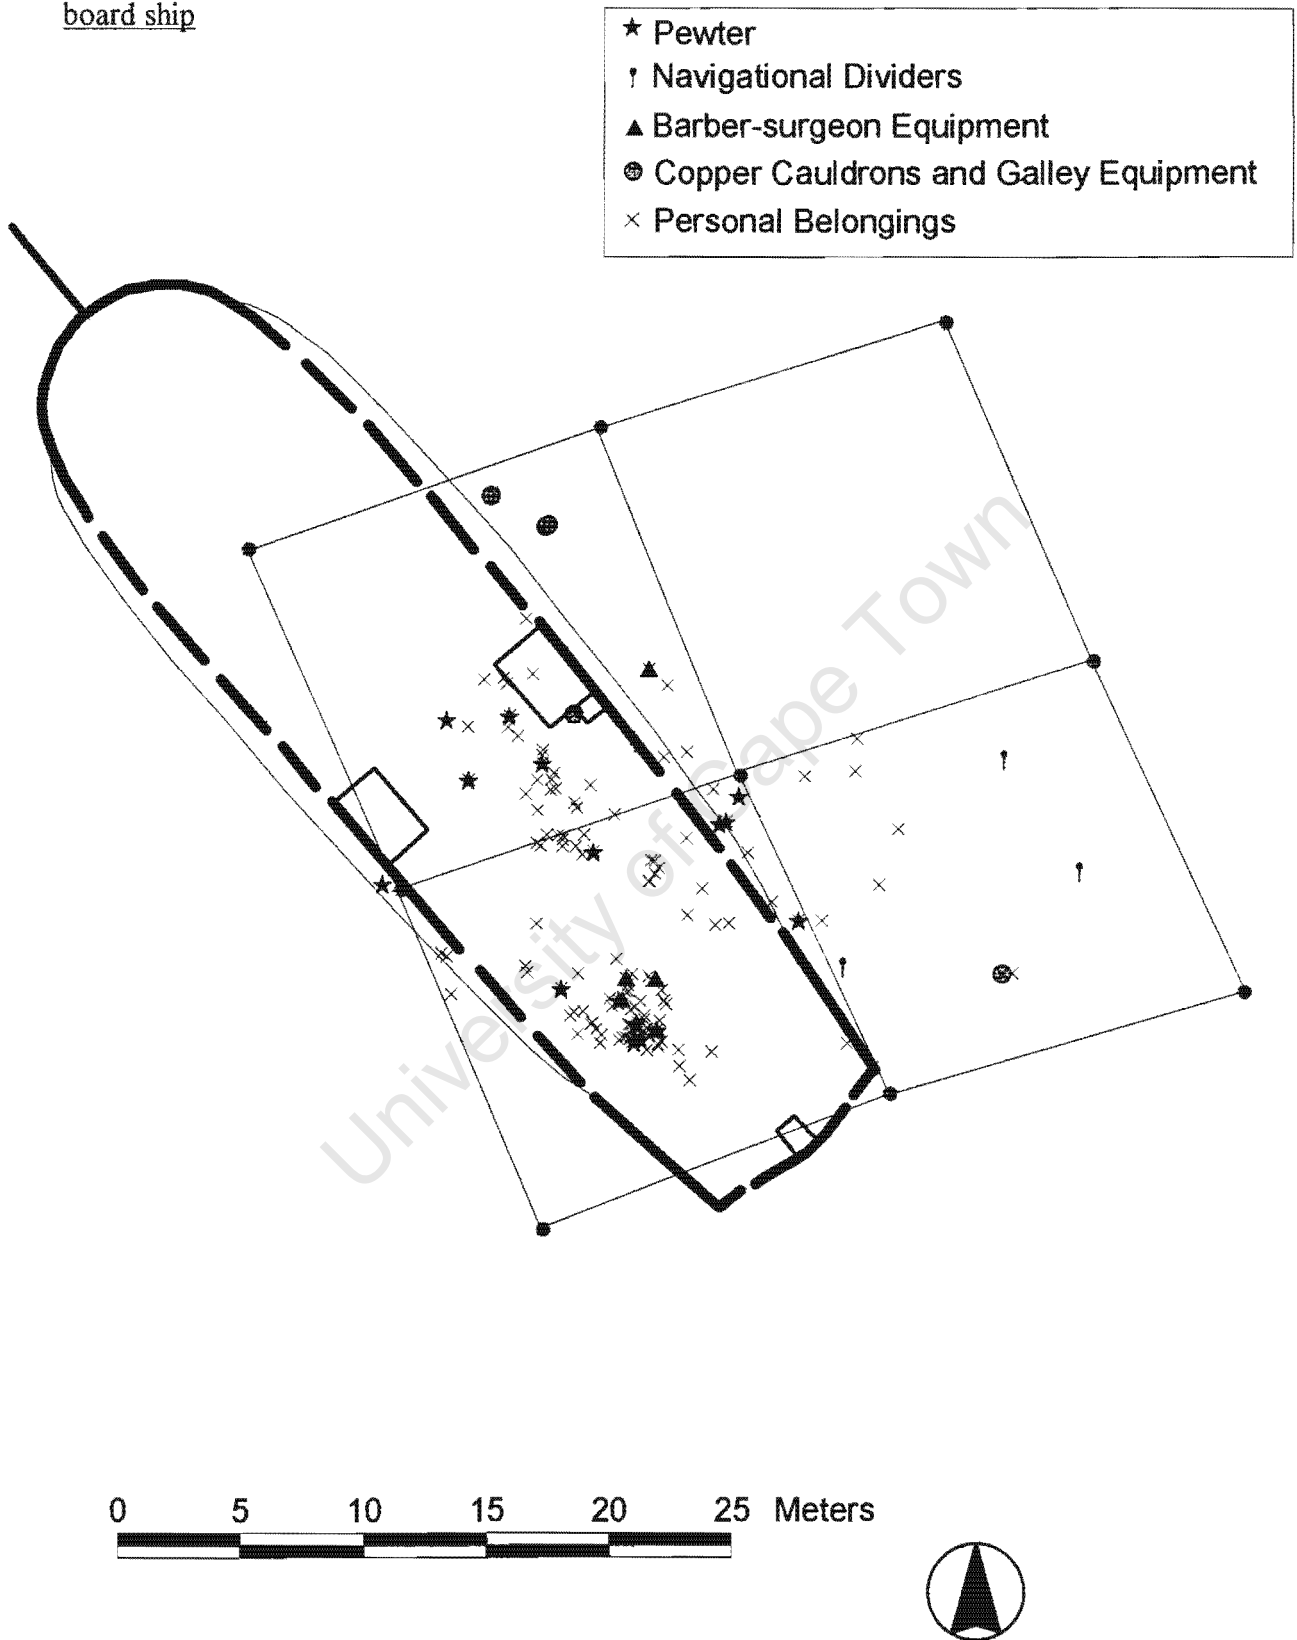 board ship
Pewter
Navigational Dividers
Barber-surgeon Equipment
Copper Cauldrons and Galley Equipment
Personal Belongings
University of Cape Town
0 5 10 15 20 25 Meters